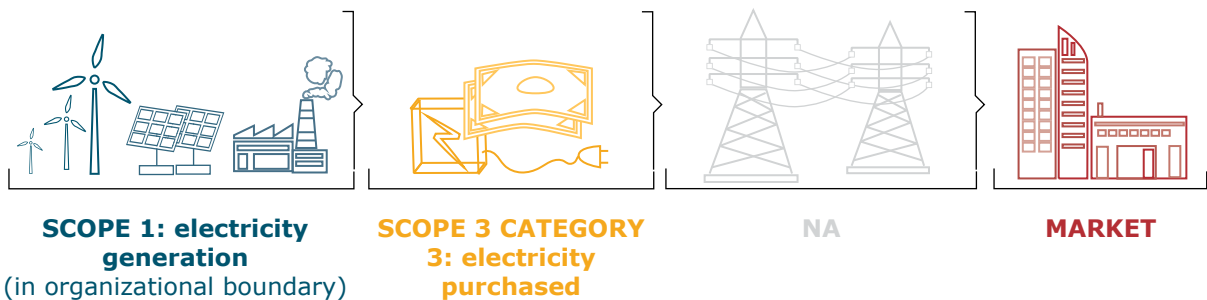 SCOPE 1: electricity
generation
(in organizational boundary)
SCOPE 3 CATEGORY
3: electricity
purchased
NA
MARKET